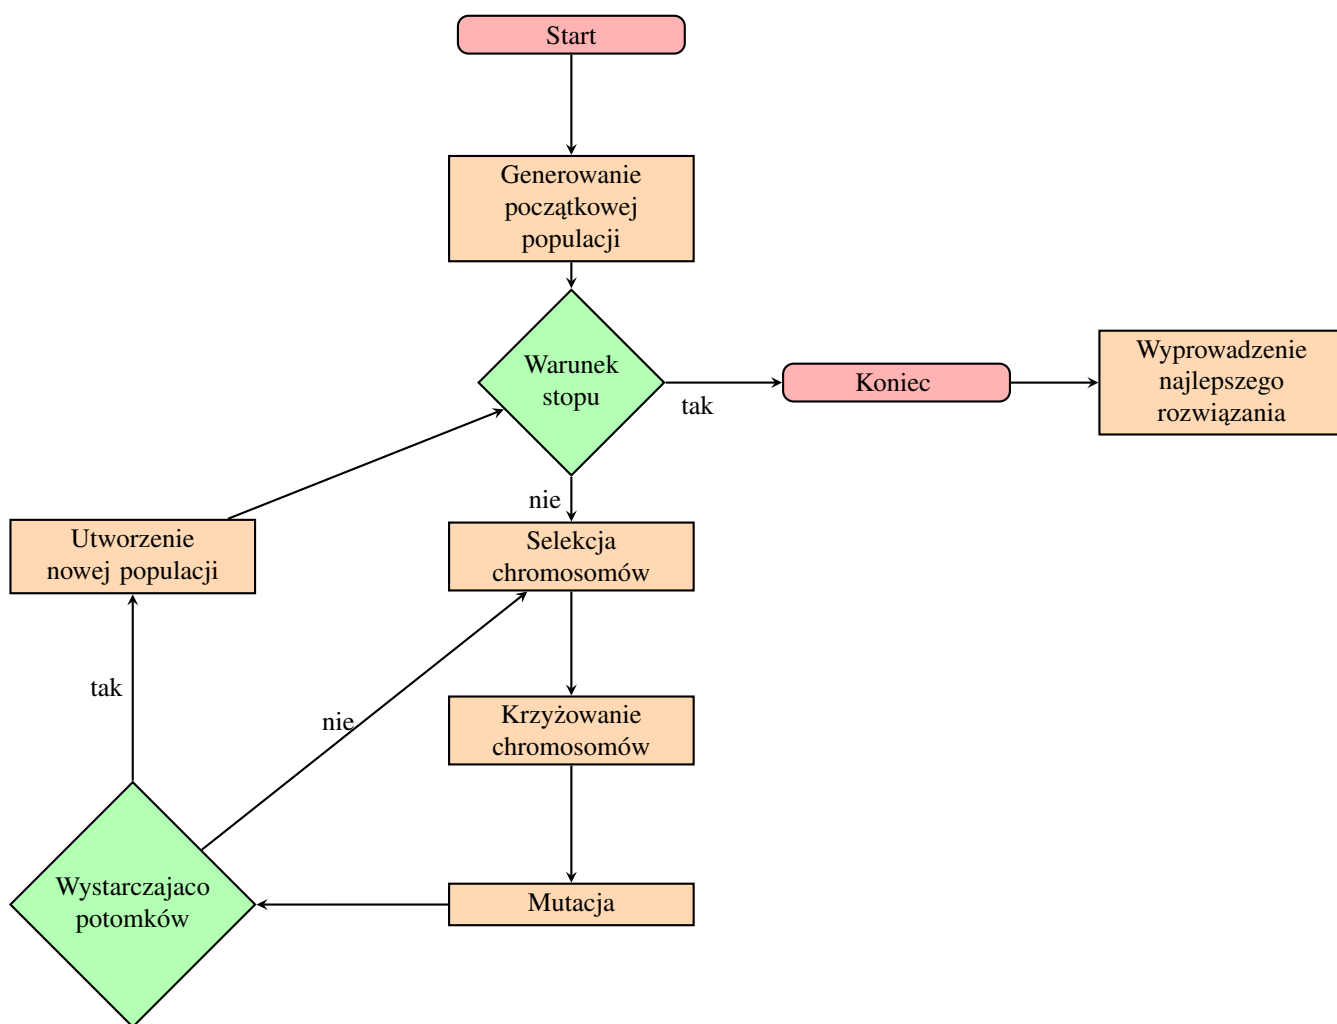 Start
Generowanie
początkowej
populacji
Warunek
stopu
tak
Koniec
Wyprowadzenie
najlepszego
rozwiązania
nie
Utworzenie
nowej populacji
Selekcja
chromosomów
tak
nie
Krzyżowanie
chromosomów
Wystarczajaco
potomków
Mutacja